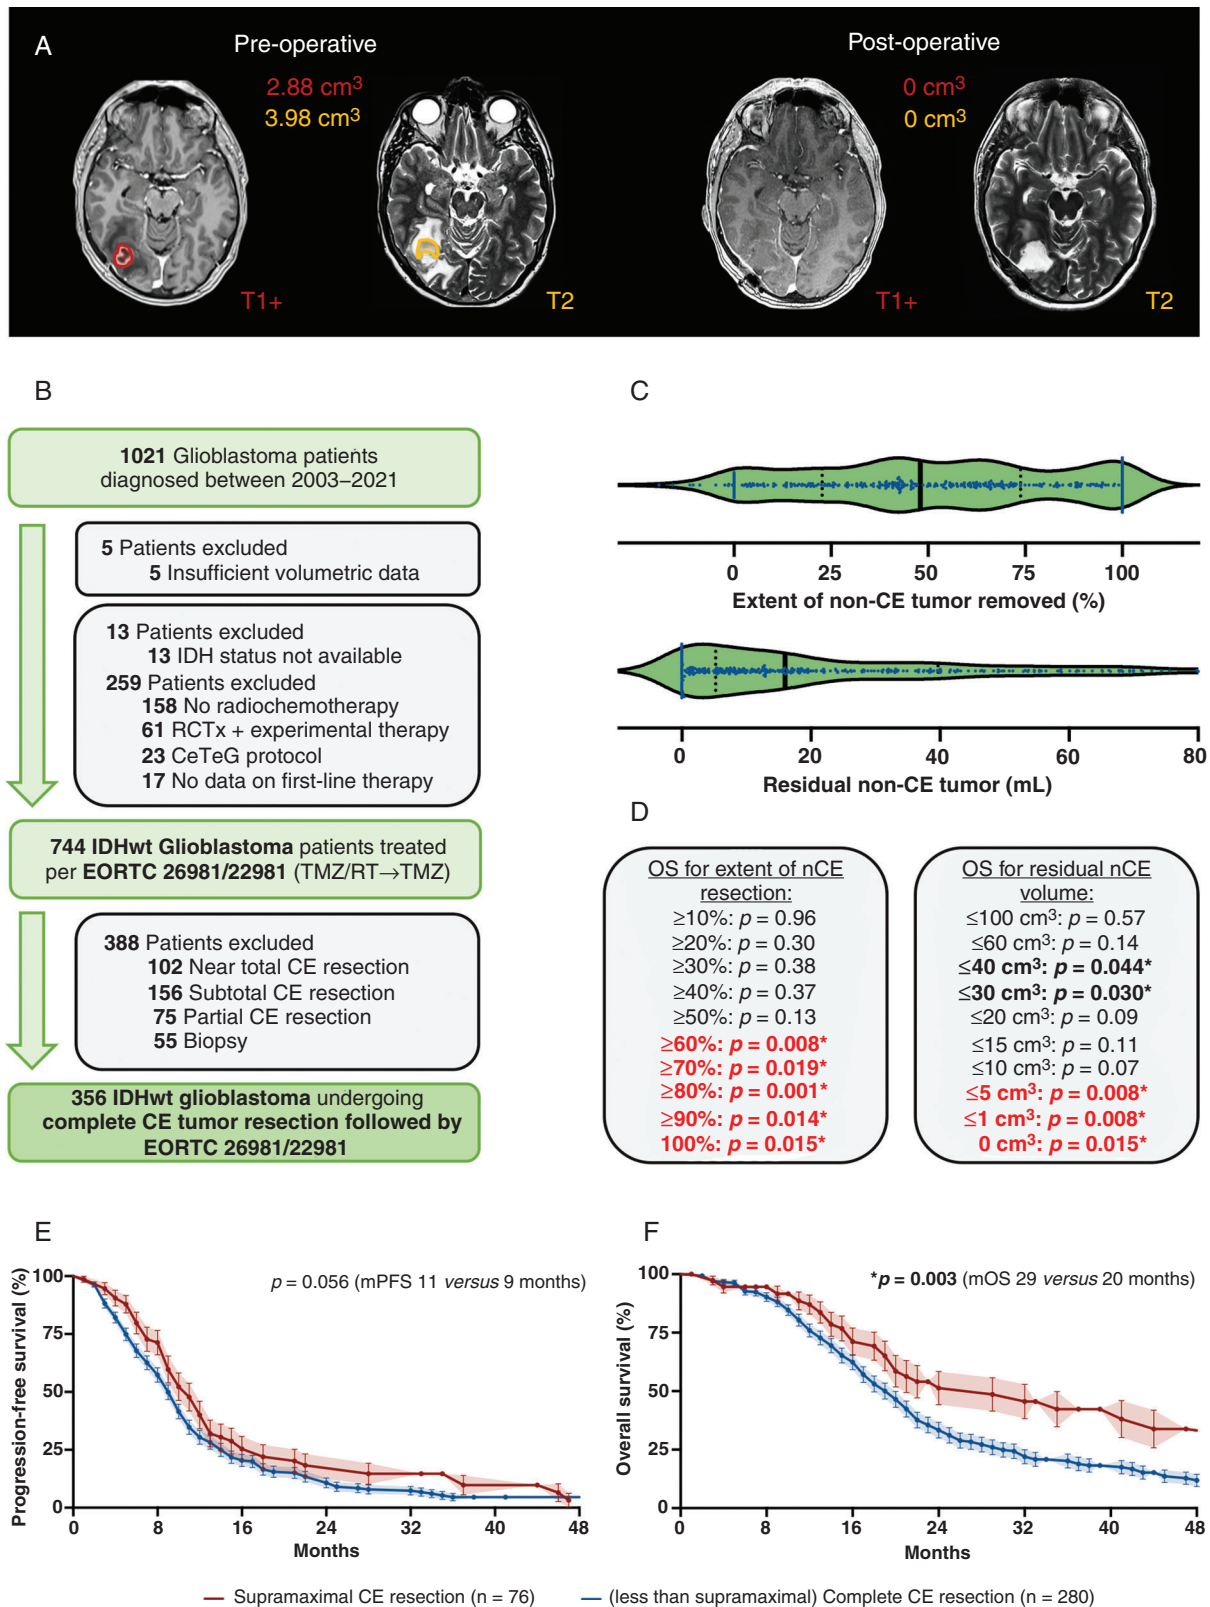 A
Pre-operative
Post-operative
2.88 cm³
3.98 cm³
0 cm³
0 cm³
T1+
T2
T1+
T2
B
1021 Glioblastoma patients
diagnosed between 2003–2021
5 Patients excluded
5 Insufficient volumetric data
13 Patients excluded
13 IDH status not available
259 Patients excluded
158 No radiochemotherapy
61 RCTx + experimental therapy
23 CeTeG protocol
17 No data on first-line therapy
744 IDHwt Glioblastoma patients treated
per EORTC 26981/22981 (TMZ/RT→TMZ)
388 Patients excluded
102 Near total CE resection
156 Subtotal CE resection
75 Partial CE resection
55 Biopsy
356 IDHwt glioblastoma undergoing
complete CE tumor resection followed by
EORTC 26981/22981
C
0 25 50 75 100
Extent of non-CE tumor removed (%)
0 20 40 60 80
Residual non-CE tumor (mL)
D
OS for extent of nCE
resection:
≥10%: p = 0.96
≥20%: p = 0.30
≥30%: p = 0.38
≥40%: p = 0.37
≥50%: p = 0.13
≥60%: p = 0.008*
≥70%: p = 0.019*
≥80%: p = 0.001*
≥90%: p = 0.014*
100%: p = 0.015*
OS for residual nCE
volume:
≤100 cm³: p = 0.57
≤60 cm³: p = 0.14
≤40 cm³: p = 0.044*
≤30 cm³: p = 0.030*
≤20 cm³: p = 0.09
≤15 cm³: p = 0.11
≤10 cm³: p = 0.07
≤5 cm³: p = 0.008*
≤1 cm³: p = 0.008*
0 cm³: p = 0.015*
E
Progression-free survival (%)
100
75
50
25
0
p = 0.056 (mPFS 11 versus 9 months)
0 8 16 24 32 40 48
Months
F
Overall survival (%)
100
75
50
25
0
*p = 0.003 (mOS 29 versus 20 months)
0 8 16 24 32 40 48
Months
Supramaximal CE resection (n = 76)
(less than supramaximal) Complete CE resection (n = 280)